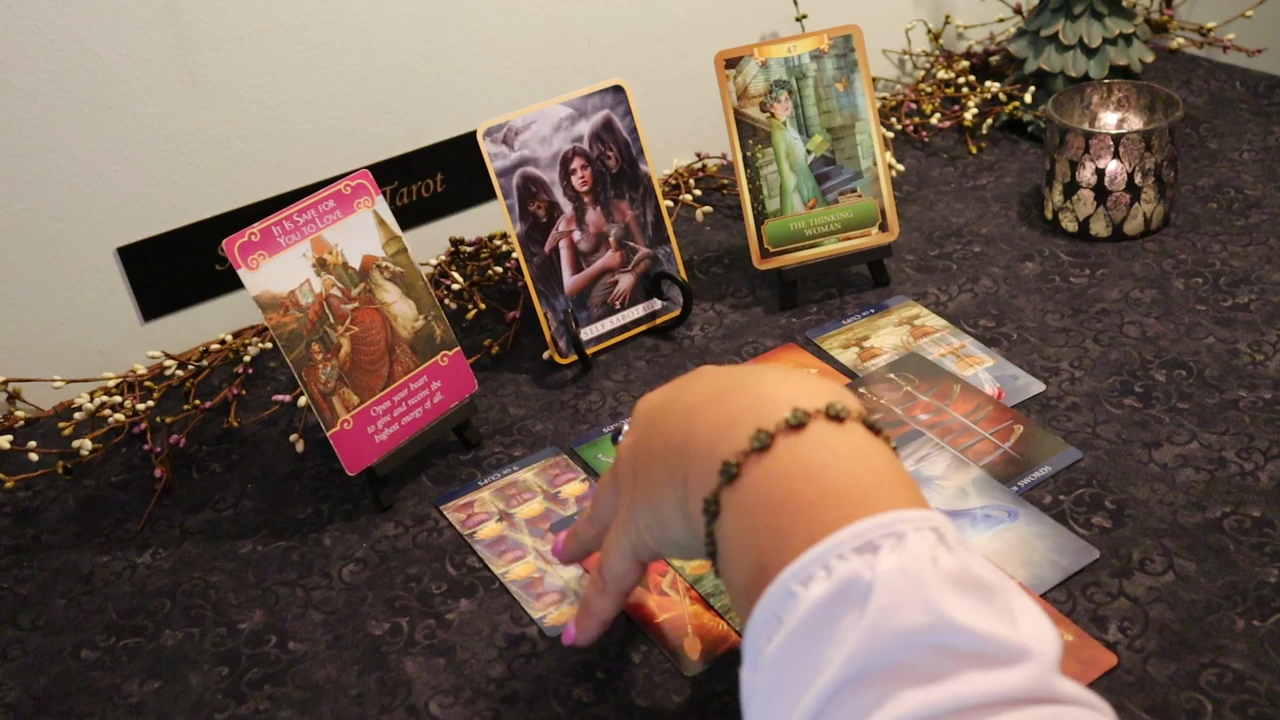 47
THE THINKING
WOMAN
Tarot
IT IS SAFE FOR
YOU TO LOVE
Open your heart
to give and receive the
highest energy of all.
SELF SABOTAGE
4 OF CUPS
SWORDS
9 OF CUPS